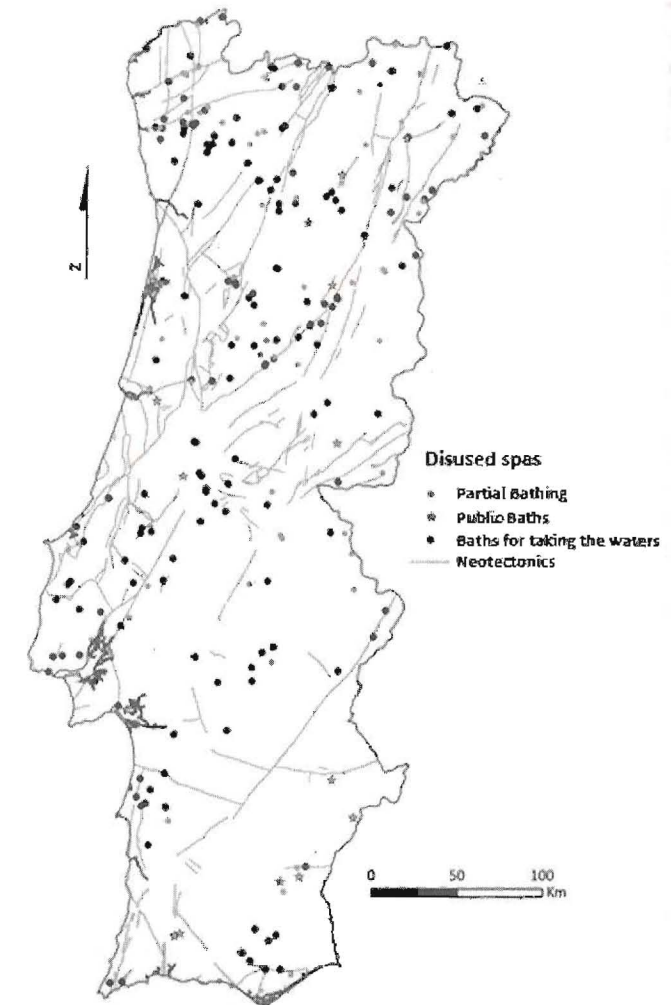 N
Disused spas
Partial Bathing
Public Baths
Baths for taking the waters
Neotectonics
0 50 100
Km